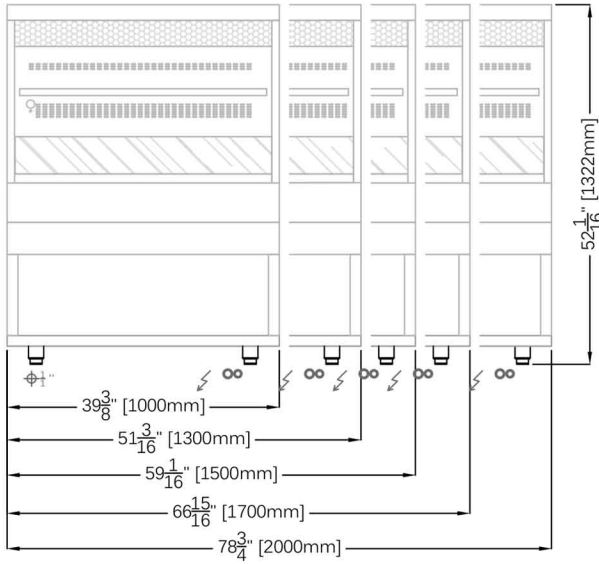 52 1/16" [1322mm]
1"
39 3/8" [1000mm]
51 3/16" [1300mm]
59 1/16" [1500mm]
66 15/16" [1700mm]
78 3/4" [2000mm]